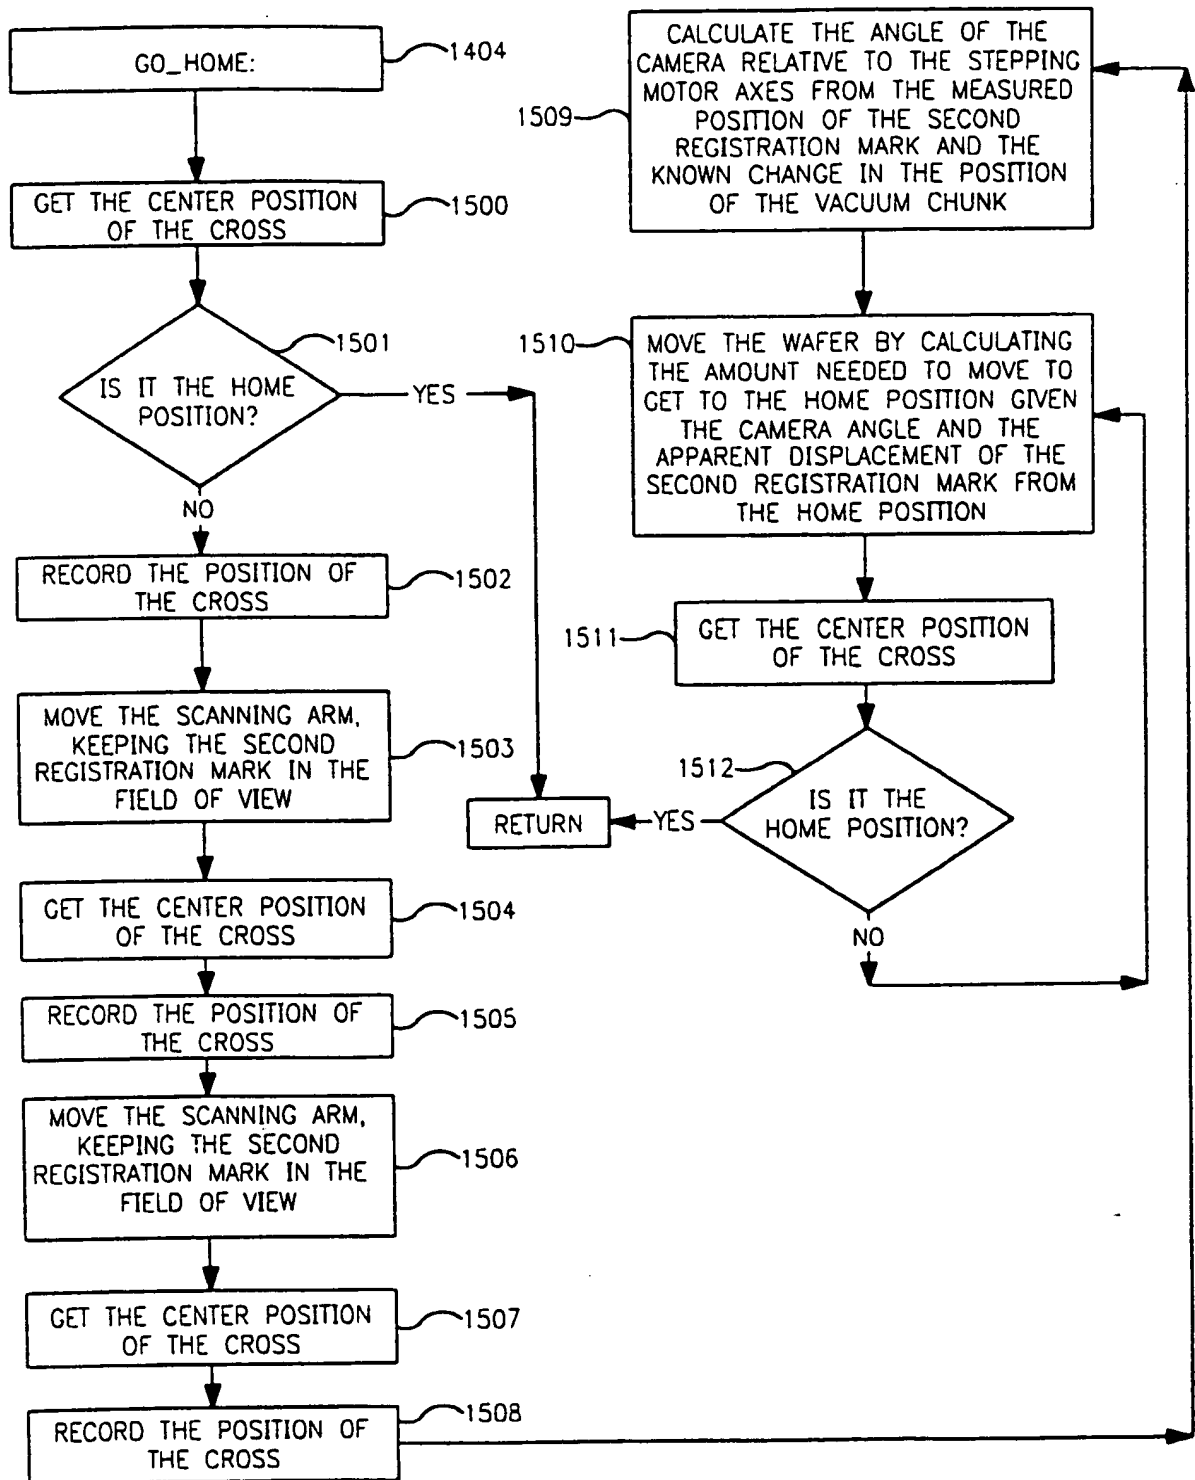 GO_HOME:
1404
GET THE CENTER POSITION
OF THE CROSS
1500
IS IT THE HOME
POSITION?
1501
YES
NO
RECORD THE POSITION OF
THE CROSS
1502
MOVE THE SCANNING ARM,
KEEPING THE SECOND
REGISTRATION MARK IN THE
FIELD OF VIEW
1503
GET THE CENTER POSITION
OF THE CROSS
1504
RECORD THE POSITION OF
THE CROSS
1505
MOVE THE SCANNING ARM,
KEEPING THE SECOND
REGISTRATION MARK IN THE
FIELD OF VIEW
1506
GET THE CENTER POSITION
OF THE CROSS
1507
RECORD THE POSITION OF
THE CROSS
1508
CALCULATE THE ANGLE OF THE
CAMERA RELATIVE TO THE STEPPING
MOTOR AXES FROM THE MEASURED
POSITION OF THE SECOND
REGISTRATION MARK AND THE
KNOWN CHANGE IN THE POSITION
OF THE VACUUM CHUNK
1509
MOVE THE WAFER BY CALCULATING
THE AMOUNT NEEDED TO MOVE TO
GET TO THE HOME POSITION GIVEN
THE CAMERA ANGLE AND THE
APPARENT DISPLACEMENT OF THE
SECOND REGISTRATION MARK FROM
THE HOME POSITION
1510
GET THE CENTER POSITION
OF THE CROSS
1511
IS IT THE
HOME POSITION?
1512
YES
RETURN
NO